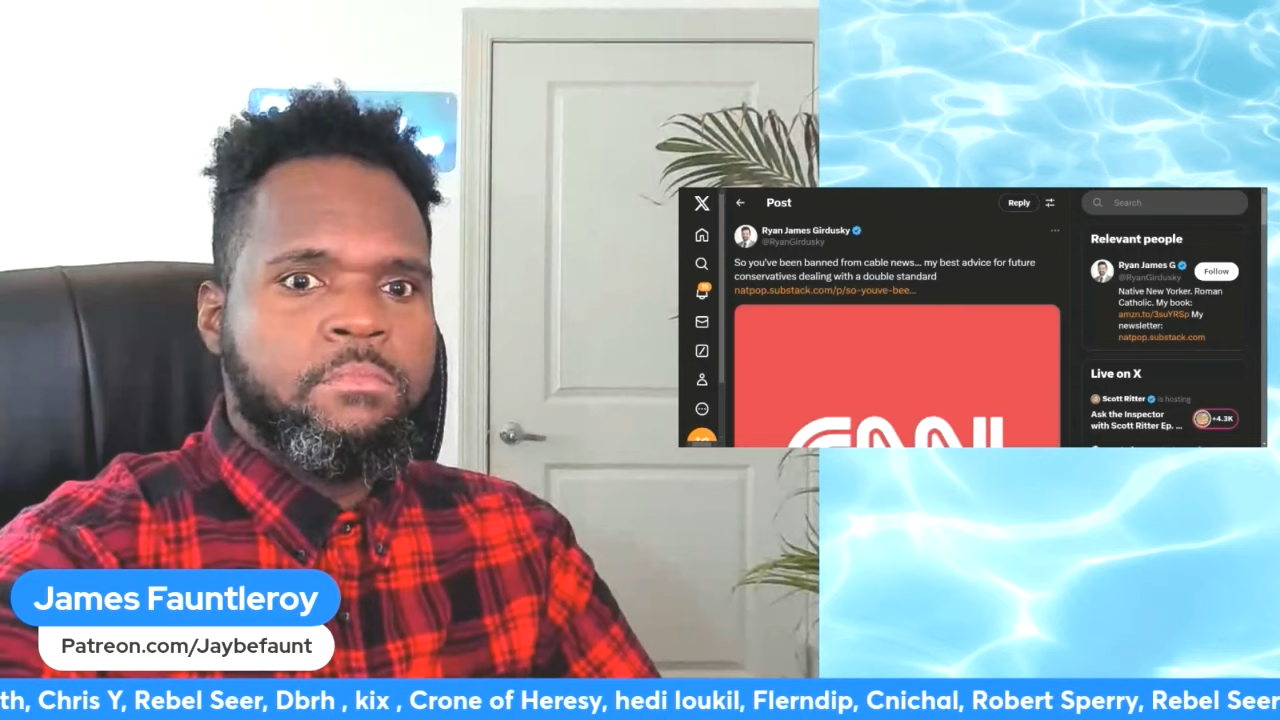 Post
Reply
Search
Ryan James Girdusky
@RyanGirdusky
So you've been banned from cable news... my best advice for future
conservatives dealing with a double standard
natpop.substack.com/p/so-youve-bee...
CNN
Relevant people
Ryan James G
@RyanGirdusky
Follow
Native New Yorker. Roman
Catholic. My book:
amzn.to/3suYRSp My
newsletter:
natpop.substack.com
Live on X
Scott Ritter is hosting
Ask the Inspector
with Scott Ritter Ep. ...
+4.3K
James Fauntleroy
Patreon.com/Jaybefaunt
th, Chris Y, Rebel Seer, Dbrh , kix , Crone of Heresy, hedi loukil, Flerndip, Cnichal, Robert Sperry, Rebel Seer